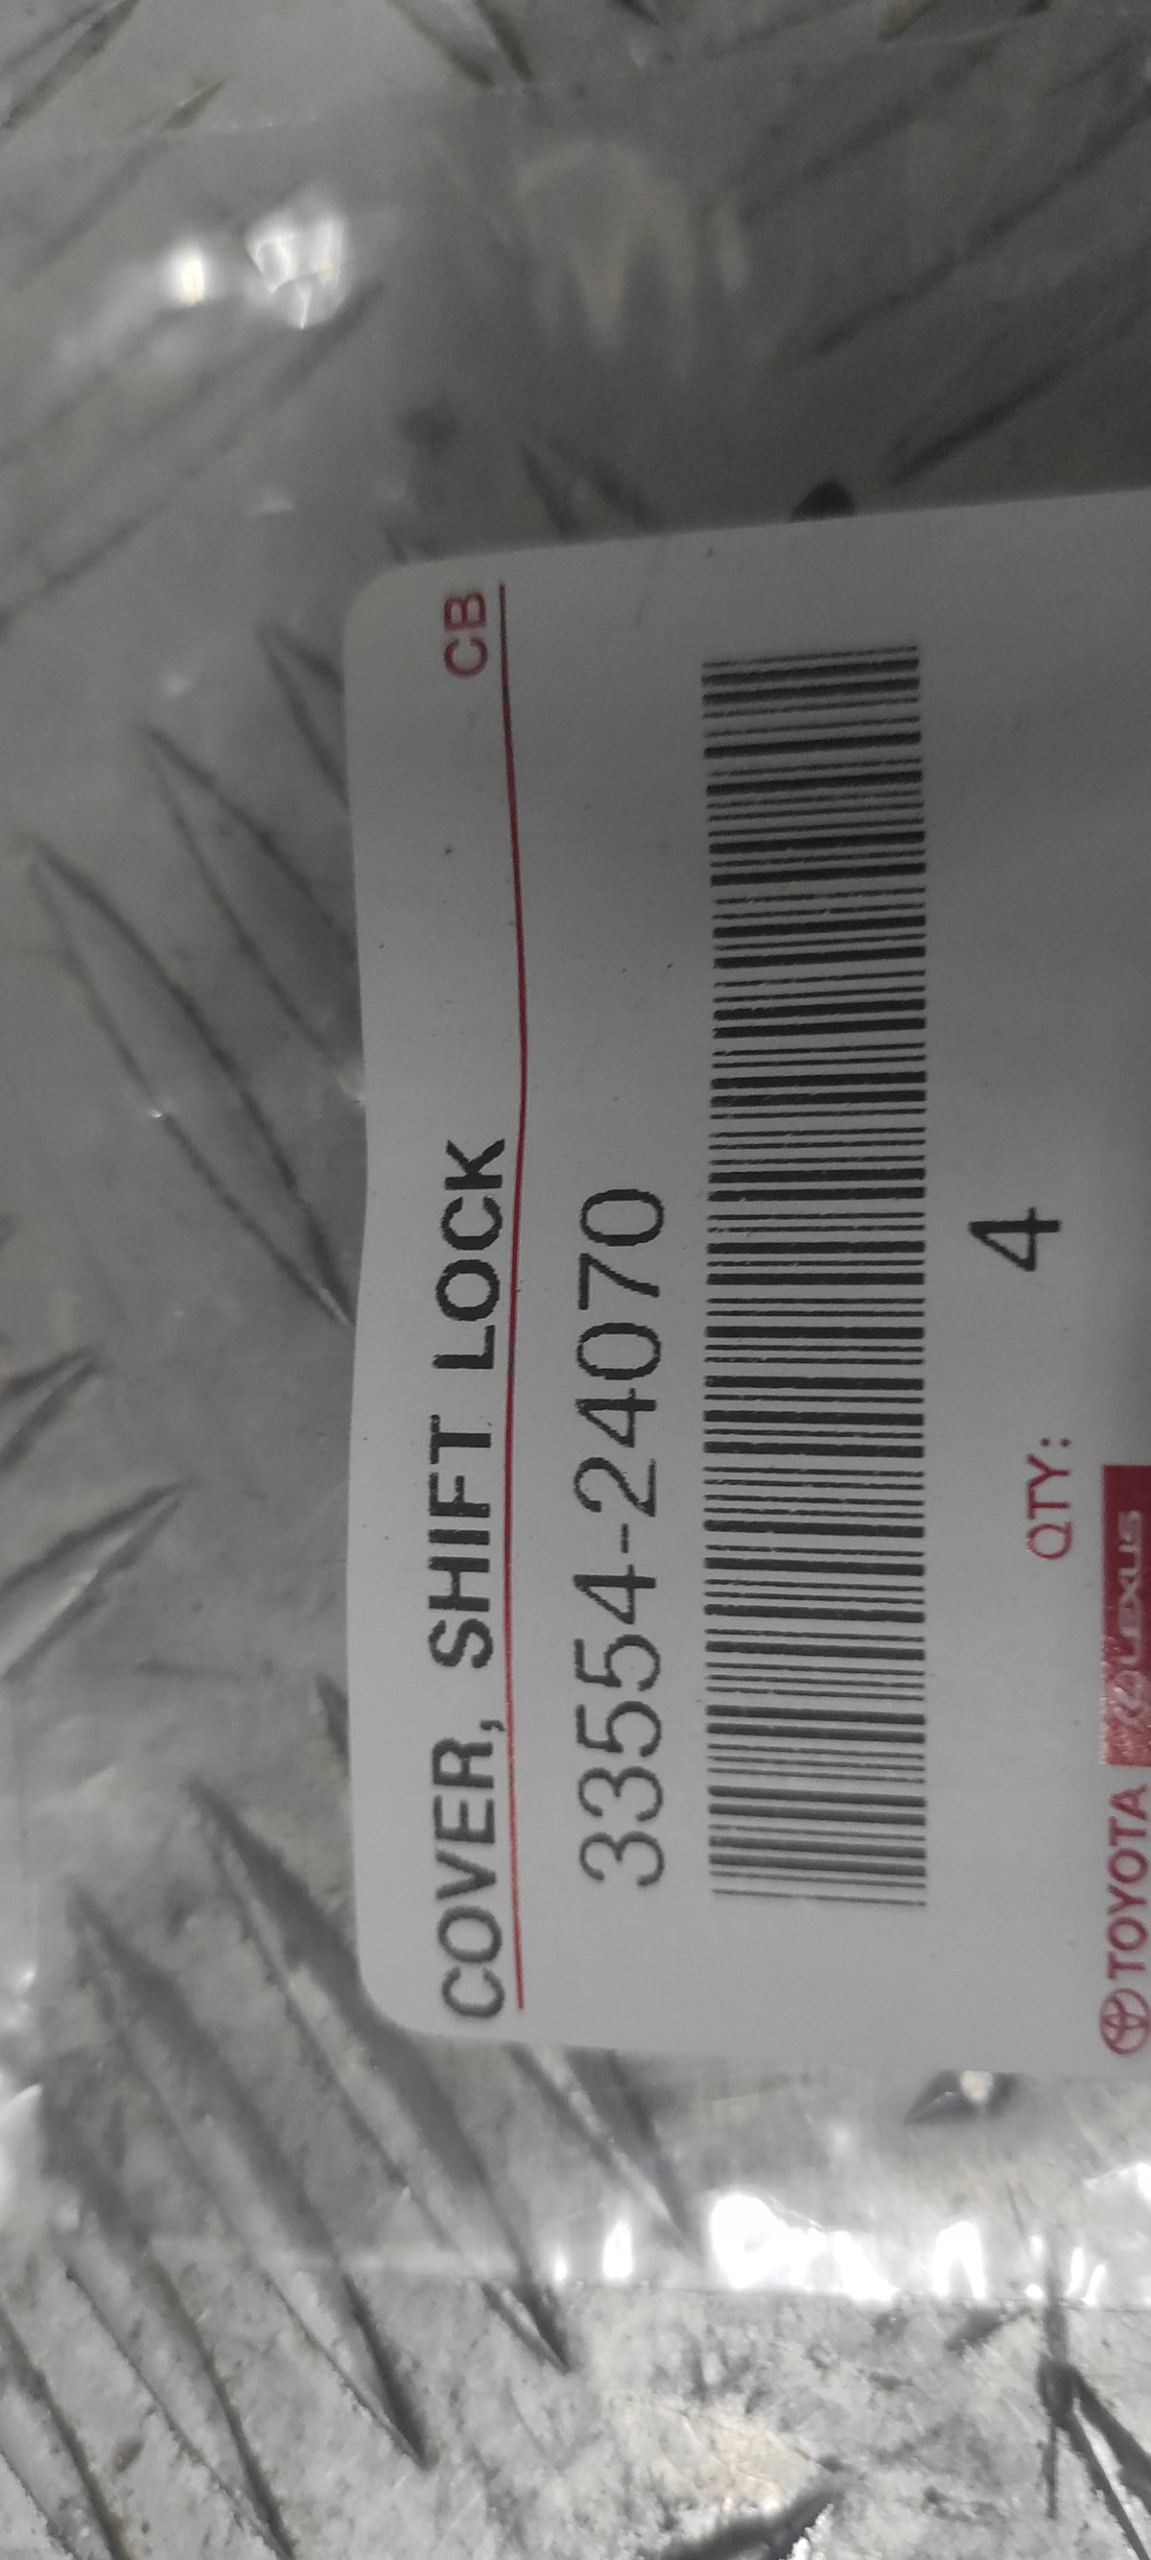 COVER, SHIFT LOCK CB
33554-24070
QTY: 4
TOYOTA LEXUS